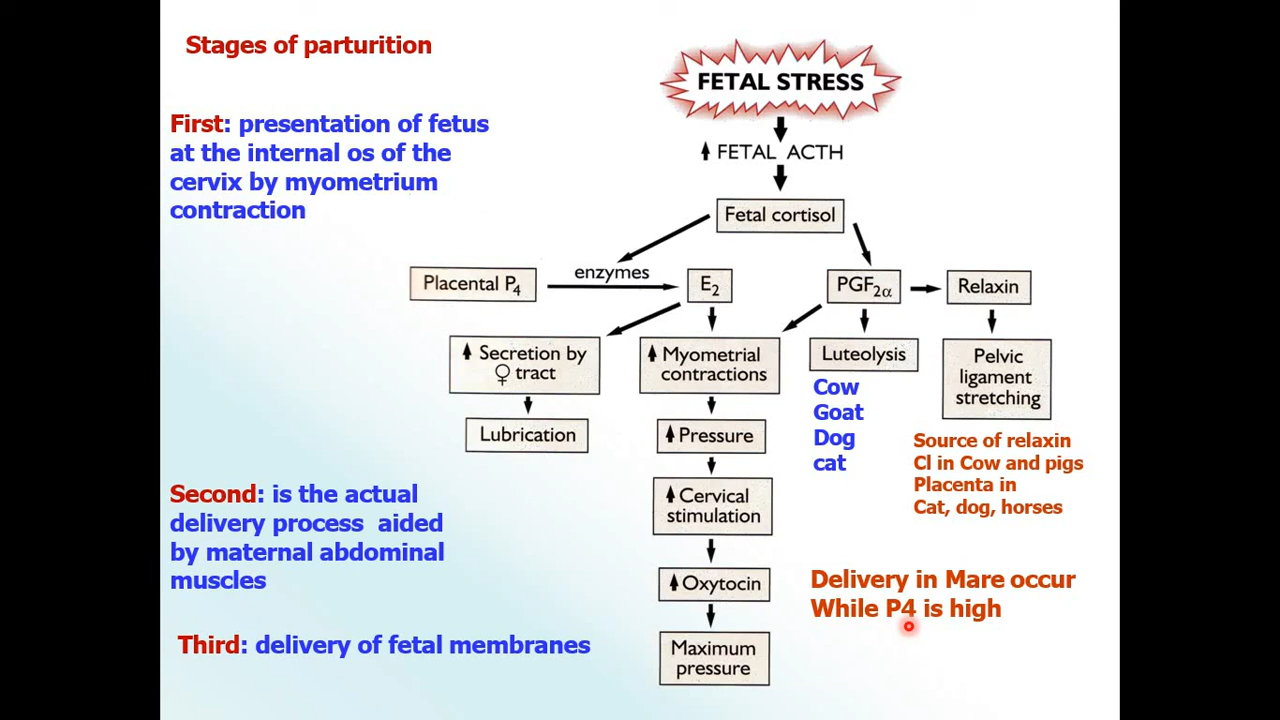 Stages of parturition
First: presentation of fetus
at the internal os of the
cervix by myometrium
contraction
FETAL STRESS
FETAL ACTH
Fetal cortisol
Placental P4
enzymes
E2
PGF2α
Relaxin
Secretion by
♀ tract
Lubrication
Myometrial
contractions
Pressure
Cervical
stimulation
Oxytocin
Maximum
pressure
Luteolysis
Cow
Goat
Dog
cat
Pelvic
ligament
stretching
Source of relaxin
Cl in Cow and pigs
Placenta in
Cat, dog, horses
Second: is the actual
delivery process aided
by maternal abdominal
muscles
Delivery in Mare occur
While P4 is high
Third: delivery of fetal membranes